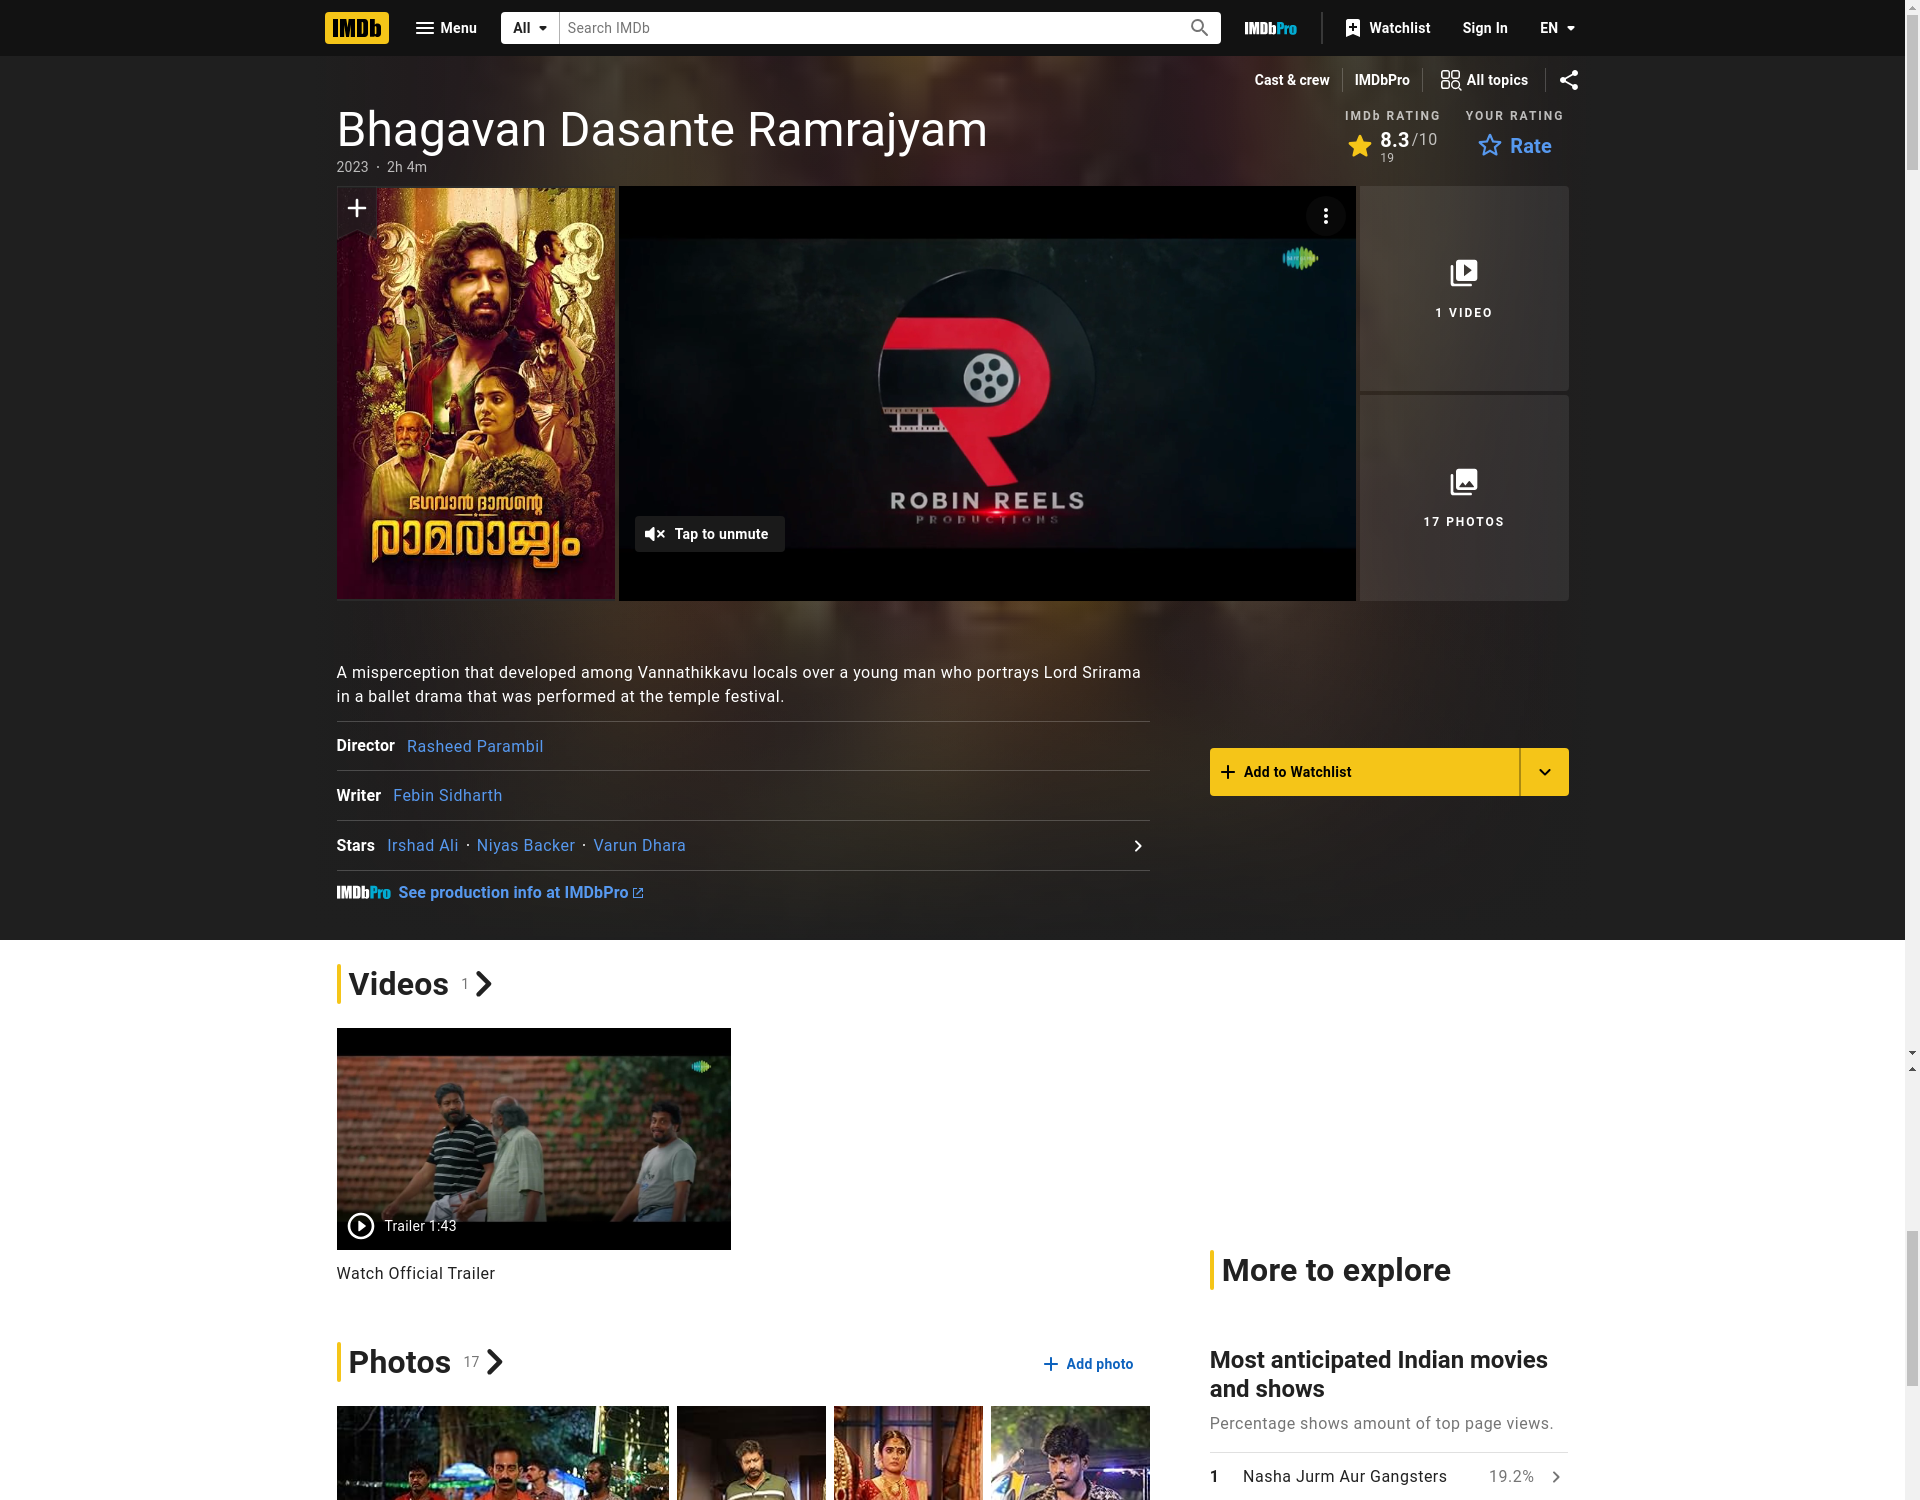 IMDb
Menu
All
Search IMDb
IMDbPro
Watchlist
Sign In
EN
Cast & crew
IMDbPro
All topics
Bhagavan Dasante Ramrajyam
2023 · 2h 4m
IMDb RATING
8.3/10
19
YOUR RATING
Rate
ഭഗവാൻ ദാസന്റെ
രാമരാജ്യം
ROBIN REELS
PRODUCTIONS
Tap to unmute
1 VIDEO
17 PHOTOS
A misperception that developed among Vannathikkavu locals over a young man who portrays Lord Srirama
in a ballet drama that was performed at the temple festival.
Director Rasheed Parambil
Writer Febin Sidharth
Stars Irshad Ali · Niyas Backer · Varun Dhara
IMDbPro See production info at IMDbPro
Add to Watchlist
Videos 1
Trailer 1:43
Watch Official Trailer
Photos 17
Add photo
More to explore
Most anticipated Indian movies
and shows
Percentage shows amount of top page views.
1 Nasha Jurm Aur Gangsters 19.2%